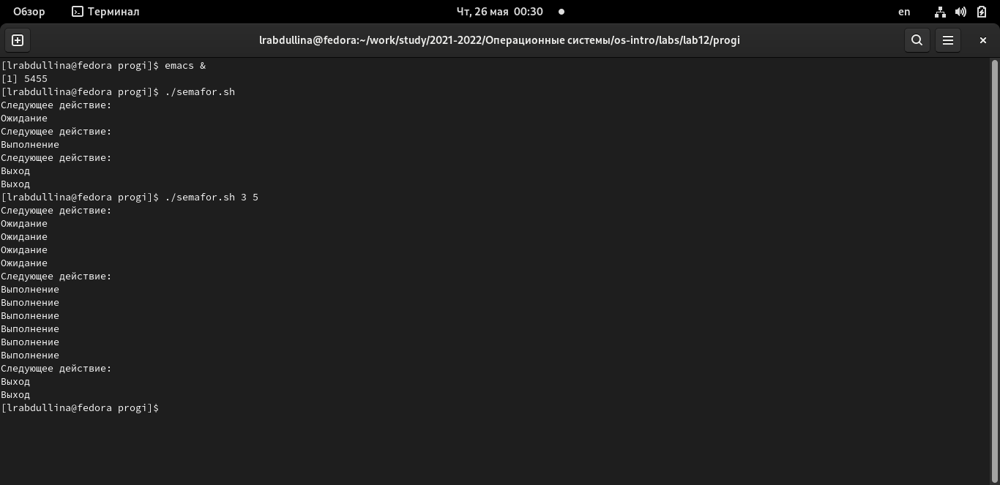 Обзор Терминал Чт, 26 мая 00:30 en
lrabdullina@fedora:~/work/study/2021-2022/Операционные системы/os-intro/labs/lab12/progi
[lrabdullina@fedora progi]$ emacs &
[1] 5455
[lrabdullina@fedora progi]$ ./semafor.sh
Следующее действие:
Ожидание
Следующее действие:
Выполнение
Следующее действие:
Выход
Выход
[lrabdullina@fedora progi]$ ./semafor.sh 3 5
Следующее действие:
Ожидание
Ожидание
Ожидание
Ожидание
Следующее действие:
Выполнение
Выполнение
Выполнение
Выполнение
Выполнение
Выполнение
Следующее действие:
Выход
Выход
[lrabdullina@fedora progi]$